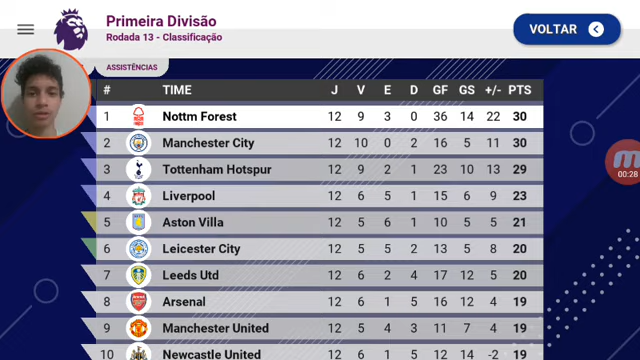 Primeira Divisão
Rodada 13 - Classificação
VOLTAR
ASSISTÊNCIAS
# TIME J V E D GF GS +/- PTS
1 Nottm Forest 12 9 3 0 36 14 22 30
2 Manchester City 12 10 0 2 16 5 11 30
3 Tottenham Hotspur 12 9 2 1 23 10 13 29
4 Liverpool 12 6 5 1 15 6 9 23
5 Aston Villa 12 5 6 1 10 5 5 21
6 Leicester City 12 5 5 2 13 5 8 20
7 Leeds Utd 12 6 2 4 17 12 5 20
8 Arsenal 12 6 1 5 16 12 4 19
9 Manchester United 12 5 4 3 11 7 4 19
10 Newcastle United 12 6 1 5 12 14 -2 19
00:28